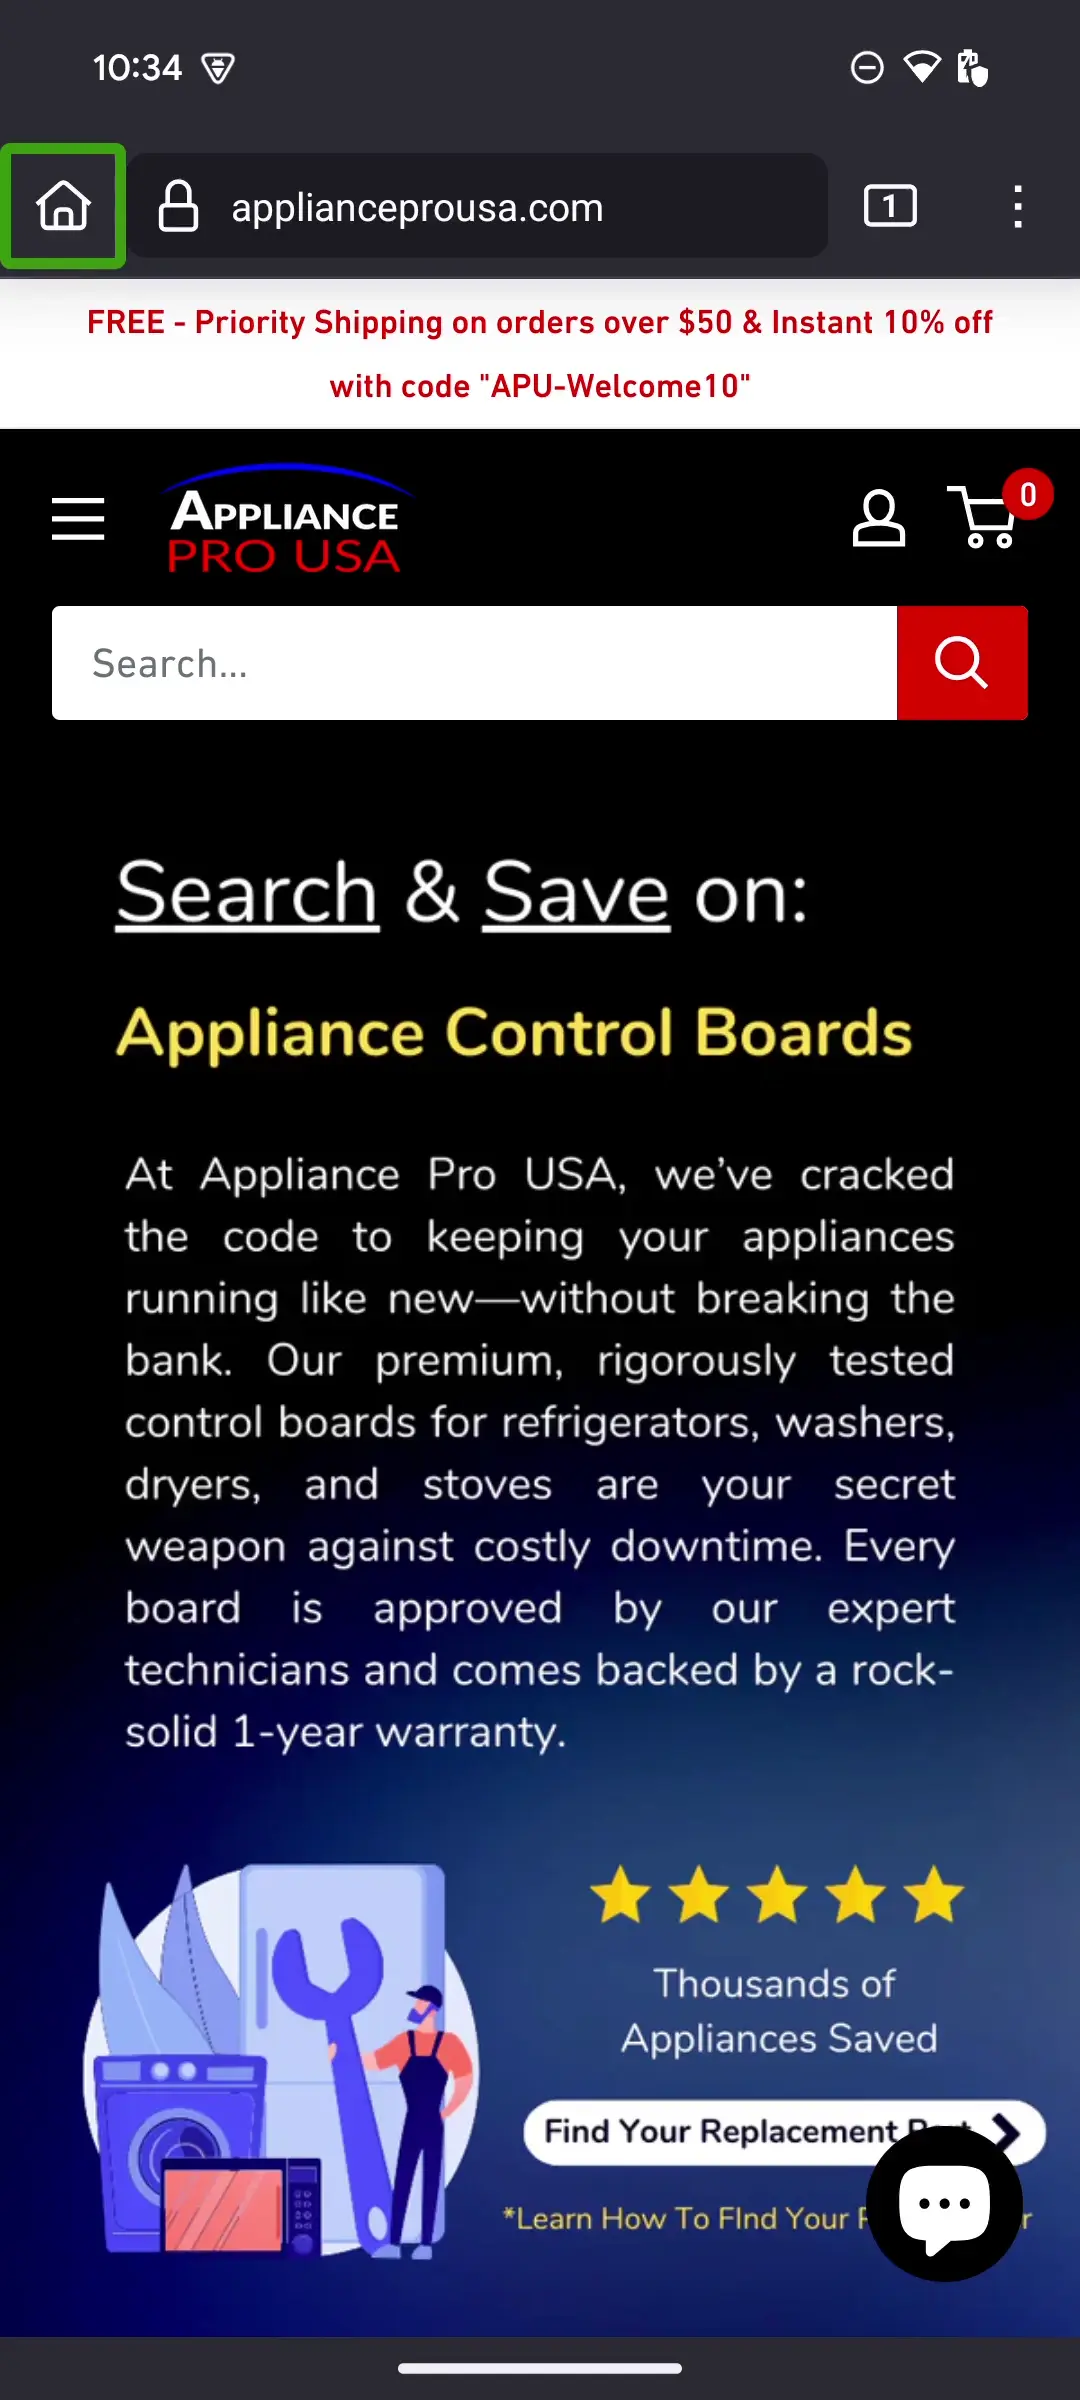 10:34
applianceprousa.com
1
FREE - Priority Shipping on orders over $50 & Instant 10% off
with code "APU-Welcome10"
APPLIANCE
PRO USA
0
Search...
Search & Save on:
Appliance Control Boards
At Appliance Pro USA, we’ve cracked
the code to keeping your appliances
running like new—without breaking the
bank. Our premium, rigorously tested
control boards for refrigerators, washers,
dryers, and stoves are your secret
weapon against costly downtime. Every
board is approved by our expert
technicians and comes backed by a rock-
solid 1-year warranty.
Thousands of
Appliances Saved
Find Your Replacement
*Learn How To FInd Your